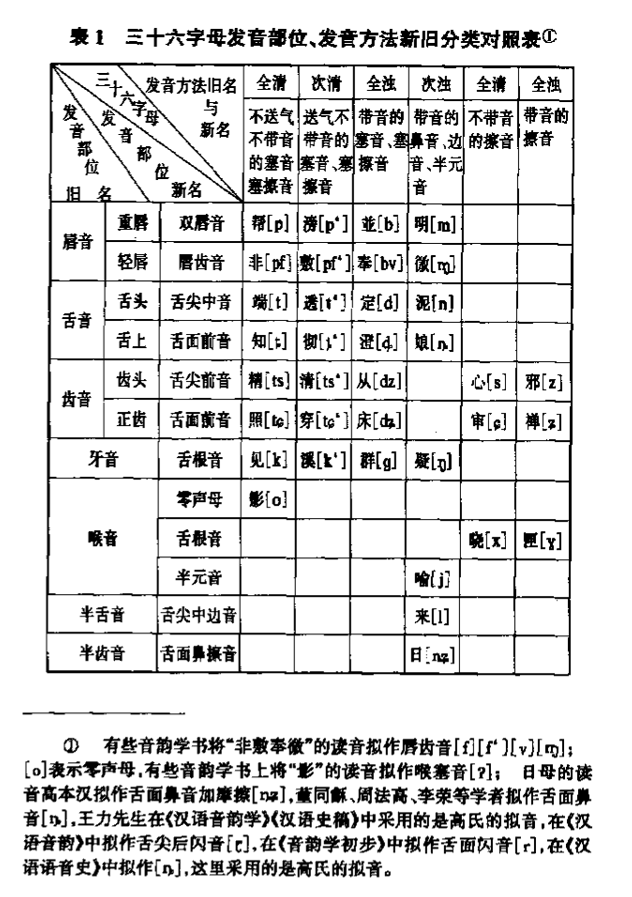 表1 三十六字母发音部位、发音方法新旧分类对照表①
三十六字母 发音方法旧名与新名 全清 次清 全浊 次浊 全清 全浊
发音部位旧名 发音部位新名 不送气不带音的塞音、塞擦音 送气不带音的塞音、塞擦音 带音的塞音、塞擦音 带音的鼻音、边音、半元音 不带音的擦音 带音的擦音
唇音 重唇 双唇音 帮[p] 滂[p‘] 並[b] 明[m]
轻唇 唇齿音 非[pf] 敷[pf‘] 奉[bv] 微[ɱ]
舌音 舌头 舌尖中音 端[t] 透[t‘] 定[d] 泥[n]
舌上 舌面前音 知[ȶ] 彻[ȶ‘] 澄[ȡ] 娘[ȵ]
齿音 齿头 舌尖前音 精[ts] 清[ts‘] 从[dz] 心[s] 邪[z]
正齿 舌面前音 照[tɕ] 穿[tɕ‘] 床[dʑ] 审[ɕ] 禅[ʑ]
牙音 舌根音 见[k] 溪[k‘] 群[g] 疑[ŋ]
喉音 零声母 影[o]
舌根音 晓[x] 匣[ɣ]
半元音 喻[j]
半舌音 舌尖中边音 来[l]
半齿音 舌面鼻擦音 日[nʑ]
① 有些音韵学书将“非敷奉微”的读音拟作唇齿音[f][f‘][v][ɱ];
[o]表示零声母,有些音韵学书上将“影”的读音拟作喉塞音[ʔ]; 日母的读
音高本汉拟作舌面鼻音加摩擦[nʑ],董同龢、周法高、李荣等学者拟作舌面鼻
音[ȵ],王力先生在《汉语音韵学》《汉语史稿》中采用的是高氏的拟音,在《汉
语音韵》中拟作舌尖后闪音[ɽ],在《音韵学初步》中拟作舌面闪音[r],在《汉
语语音史》中拟作[ȵ],这里采用的是高氏的拟音。